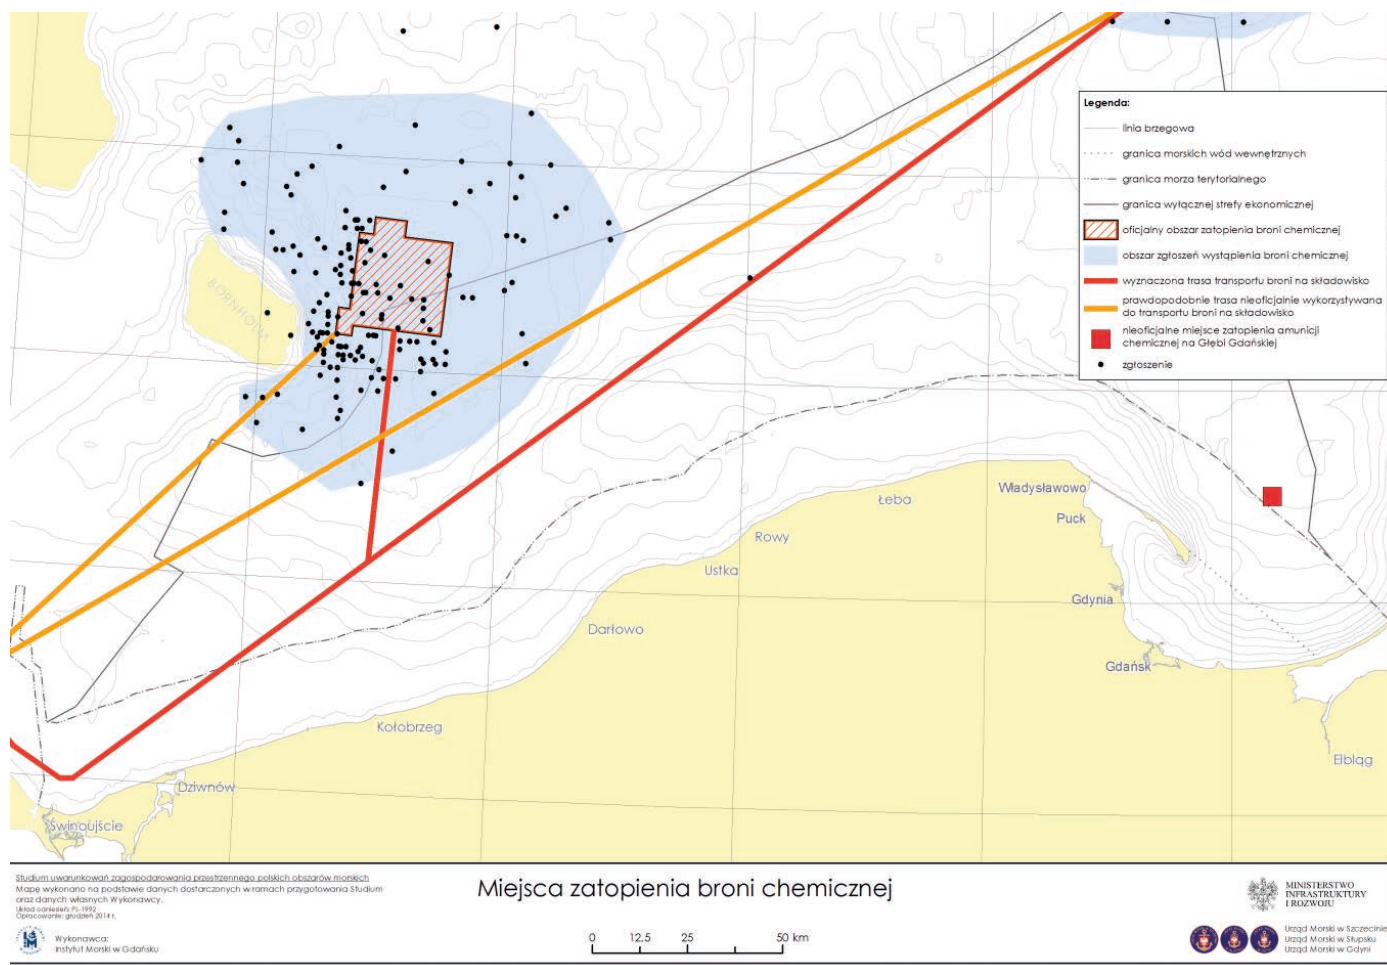 Legenda:
linia brzegowa
granica morskich wód wewnętrznych
granica morza terytorialnego
granica wyłącznej strefy ekonomicznej
oficjalny obszar zatopienia broni chemicznej
obszar zgłoszeń wystąpienia broni chemicznej
wyznaczona trasa transportu broni na składowisko
prawdopodobnie trasa nieoficjalnie wykorzystywana
do transportu broni na składowisko
nieoficjalne miejsce zatopienia amunicji
chemicznej na Głębi Gdańskiej
zgłoszenie
BORNHOLM
Łeba
Władysławowo
Puck
Rowy
Ustka
Gdynia
Darłowo
Gdańsk
Kołobrzeg
Elbląg
Dziwnów
Świnoujście
Studium uwarunkowań zagospodarowania przestrzennego polskich obszarów morskich
Mapę wykonano na podstawie danych dostarczonych w ramach przygotowania Studium
oraz danych własnych Wykonawcy.
Układ odniesień: PL-1992
Opracowanie: grudzień 2014 r.
Wykonawca:
Instytut Morski w Gdańsku
Miejsca zatopienia broni chemicznej
0 12.5 25 50 km
MINISTERSTWO
INFRASTRUKTURY
I ROZWOJU
Urząd Morski w Szczecinie
Urząd Morski w Słupsku
Urząd Morski w Gdyni